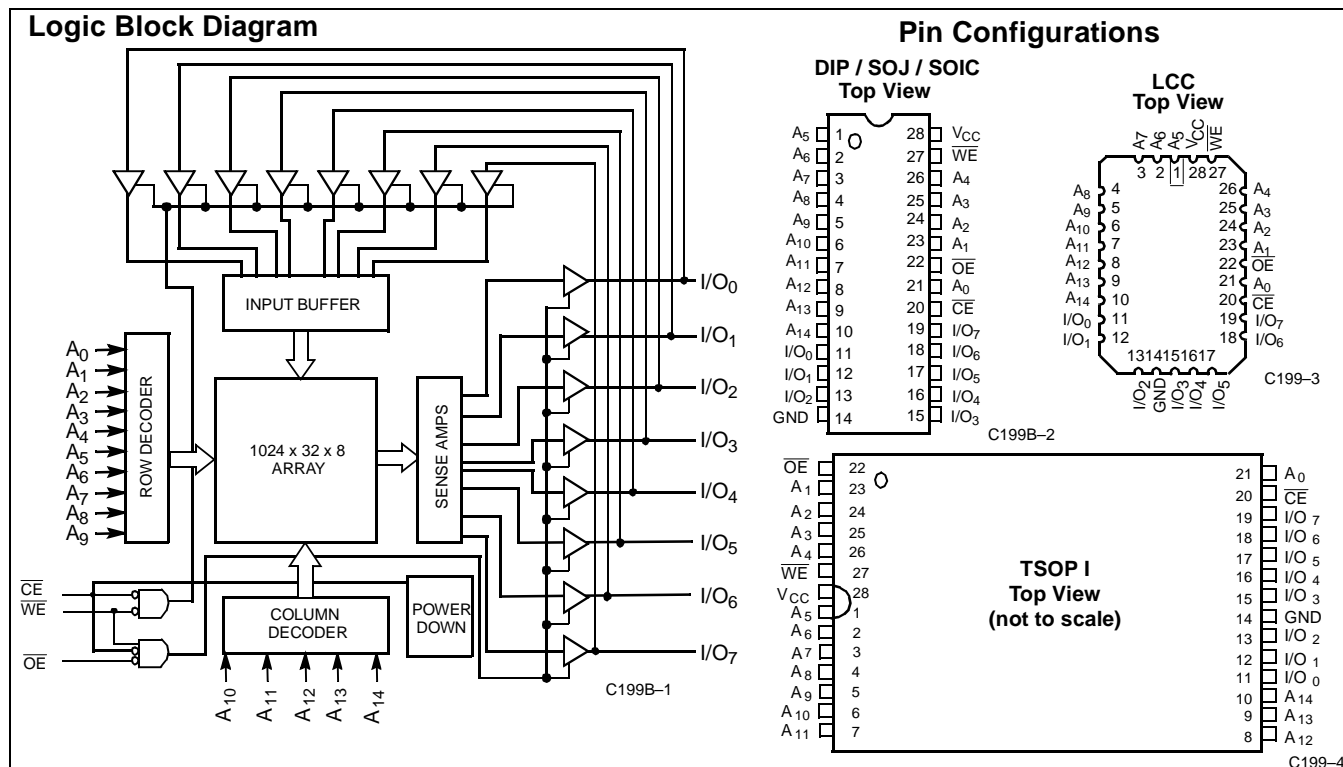 Logic Block Diagram
INPUT BUFFER
A0
A1
A2
A3
A4
A5
A6
A7
A8
A9
ROW DECODER
1024 x 32 x 8
ARRAY
SENSE AMPS
I/O0
I/O1
I/O2
I/O3
I/O4
I/O5
I/O6
I/O7
CE
WE
OE
COLUMN
DECODER
POWER
DOWN
A10
A11
A12
A13
A14
C199B–1
Pin Configurations
DIP / SOJ / SOIC
Top View
A5 1 28 VCC
A6 2 27 WE
A7 3 26 A4
A8 4 25 A3
A9 5 24 A2
A10 6 23 A1
A11 7 22 OE
A12 8 21 A0
A13 9 20 CE
A14 10 19 I/O7
I/O0 11 18 I/O6
I/O1 12 17 I/O5
I/O2 13 16 I/O4
GND 14 15 I/O3
C199B–2
LCC
Top View
A7 A6 A5 VCC WE
3 2 1 28 27
A8 4 26 A4
A9 5 25 A3
A10 6 24 A2
A11 7 23 A1
A12 8 22 OE
A13 9 21 A0
A14 10 20 CE
I/O0 11 19 I/O7
I/O1 12 18 I/O6
13 14 15 16 17
I/O2 GND I/O3 I/O4 I/O5
C199–3
OE 22 21 A0
A1 23 20 CE
A2 24 19 I/O7
A3 25 18 I/O6
A4 26 17 I/O5
WE 27 16 I/O4
VCC 28 15 I/O3
A5 1 14 GND
A6 2 13 I/O2
A7 3 12 I/O1
A8 4 11 I/O0
A9 5 10 A14
A10 6 9 A13
A11 7 8 A12
TSOP I
Top View
(not to scale)
C199–4